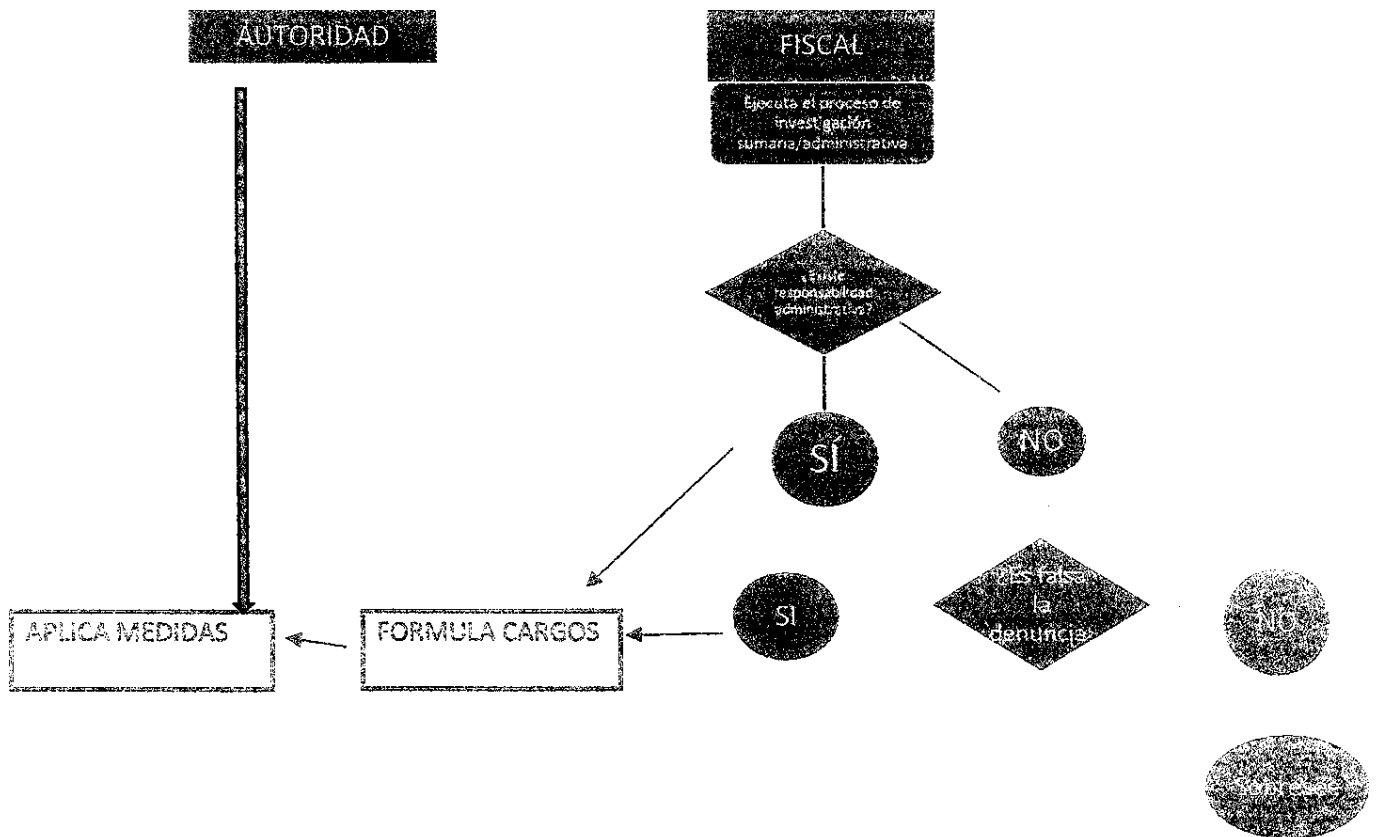 AUTORIDAD
FISCAL
Ejecuta el proceso de
investigación
sumaria/administrativa
¿Existe
responsabilidad
administrativa?
SÍ
NO
¿Es falsa
la
denuncia
SI
NO
APLICA MEDIDAS
FORMULA CARGOS
Sobresee